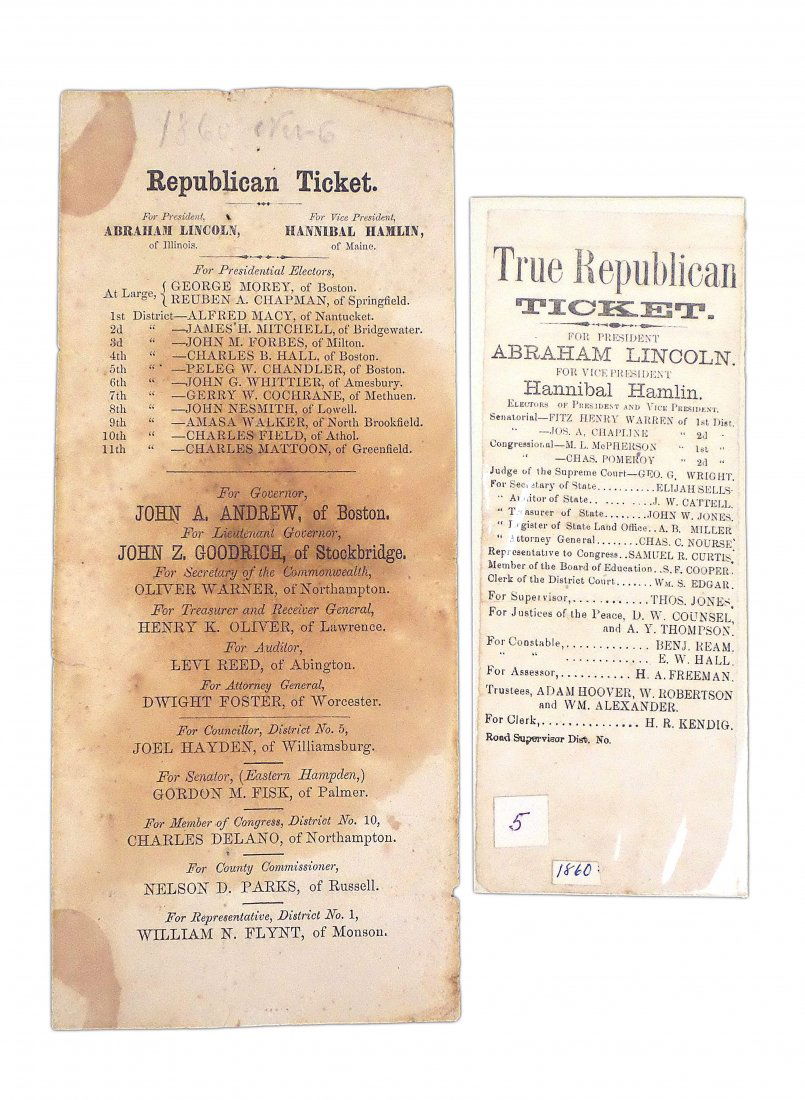 1860 Nov-6
Republican Ticket.
For President, For Vice President,
ABRAHAM LINCOLN, HANNIBAL HAMLIN,
of Illinois. of Maine.
For Presidential Electors,
At Large, { GEORGE MOREY, of Boston.
REUBEN A. CHAPMAN, of Springfield.
1st District—ALFRED MACY, of Nantucket.
2d " —JAMES H. MITCHELL, of Bridgewater.
3d " —JOHN M. FORBES, of Milton.
4th " —CHARLES B. HALL, of Boston.
5th " —PELEG W. CHANDLER, of Boston.
6th " —JOHN G. WHITTIER, of Amesbury.
7th " —GERRY W. COCHRANE, of Methuen.
8th " —JOHN NESMITH, of Lowell.
9th " —AMASA WALKER, of North Brookfield.
10th " —CHARLES FIELD, of Athol.
11th " —CHARLES MATTOON, of Greenfield.
For Governor,
JOHN A. ANDREW, of Boston.
For Lieutenant Governor,
JOHN Z. GOODRICH, of Stockbridge.
For Secretary of the Commonwealth,
OLIVER WARNER, of Northampton.
For Treasurer and Receiver General,
HENRY K. OLIVER, of Lawrence.
For Auditor,
LEVI REED, of Abington.
For Attorney General,
DWIGHT FOSTER, of Worcester.
For Councillor, District No. 5,
JOEL HAYDEN, of Williamsburg.
For Senator, (Eastern Hampden,)
GORDON M. FISK, of Palmer.
For Member of Congress, District No. 10,
CHARLES DELANO, of Northampton.
For County Commissioner,
NELSON D. PARKS, of Russell.
For Representative, District No. 1,
WILLIAM N. FLYNT, of Monson.
True Republican
TICKET.
FOR PRESIDENT
ABRAHAM LINCOLN.
FOR VICE PRESIDENT
Hannibal Hamlin.
ELECTORS OF PRESIDENT AND VICE PRESIDENT.
Senatorial—FITZ HENRY WARREN of 1st Dist.
" —JOS. A. CHAPLINE " 2d "
Congressional—M. L. McPHERSON " 1st "
" —CHAS. POMEROY " 2d "
Judge of the Supreme Court—GEO. G. WRIGHT.
For Secretary of State..........ELIJAH SELLS.
" Auditor of State..........J. W. CATTELL.
" Treasurer of State........JOHN W. JONES.
" Register of State Land Office..A. B. MILLER
" Attorney General........CHAS. C. NOURSE.
Representative to Congress..SAMUEL R. CURTIS.
Member of the Board of Education..S. F. COOPER.
Clerk of the District Court.......WM. S. EDGAR.
For Supervisor,............THOS. JONES.
For Justices of the Peace, D. W. COUNSEL,
and A. Y. THOMPSON.
For Constable,.............BENJ. REAM.
" " .............E. W. HALL.
For Assessor,...........H. A. FREEMAN.
Trustees, ADAM HOOVER, W. ROBERTSON
and WM. ALEXANDER.
For Clerk,...............H. R. KENDIG.
Road Supervisor Dist. No.
5
1860